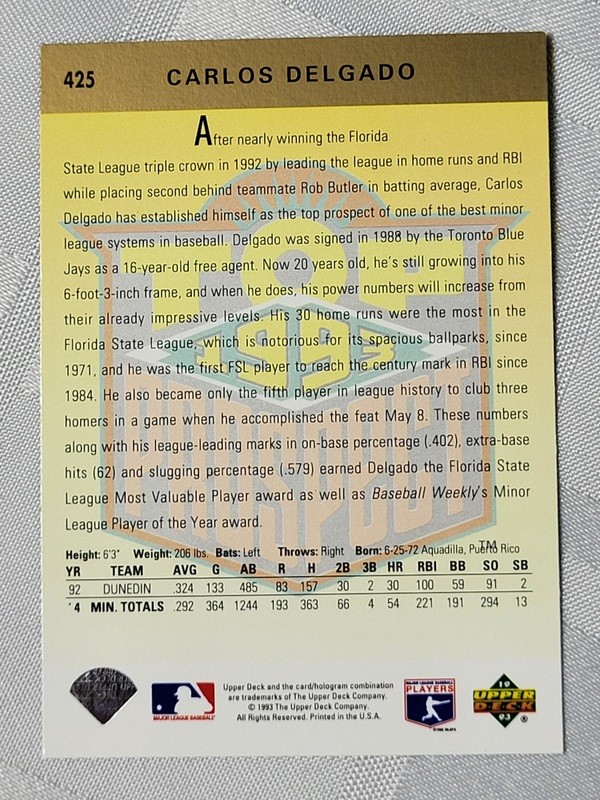 425 CARLOS DELGADO
After nearly winning the Florida
State League triple crown in 1992 by leading the league in home runs and RBI
while placing second behind teammate Rob Butler in batting average, Carlos
Delgado has established himself as the top prospect of one of the best minor
league systems in baseball. Delgado was signed in 1988 by the Toronto Blue
Jays as a 16-year-old free agent. Now 20 years old, he's still growing into his
6-foot-3-inch frame, and when he does, his power numbers will increase from
their already impressive levels. His 30 home runs were the most in the
Florida State League, which is notorious for its spacious ballparks, since
1971, and he was the first FSL player to reach the century mark in RBI since
1984. He also became only the fifth player in league history to club three
homers in a game when he accomplished the feat May 8. These numbers
along with his league-leading marks in on-base percentage (.402), extra-base
hits (62) and slugging percentage (.579) earned Delgado the Florida State
League Most Valuable Player award as well as Baseball Weekly's Minor
League Player of the Year award.
TOP
1993
PROSPECT
TM
Height: 6'3" Weight: 206 lbs. Bats: Left Throws: Right Born: 6-25-72 Aquadilla, Puerto Rico
YR TEAM AVG G AB R H 2B 3B HR RBI BB SO SB
92 DUNEDIN .324 133 485 83 157 30 2 30 100 59 91 2
'4 MIN. TOTALS .292 364 1244 193 363 66 4 54 221 191 294 13
MAJOR LEAGUE BASEBALL
Upper Deck and the card/hologram combination
are trademarks of The Upper Deck Company.
© 1993 The Upper Deck Company.
All Rights Reserved. Printed in the U.S.A.
MAJOR LEAGUE BASEBALL
PLAYERS
19
UPPER
DECK
93 ®